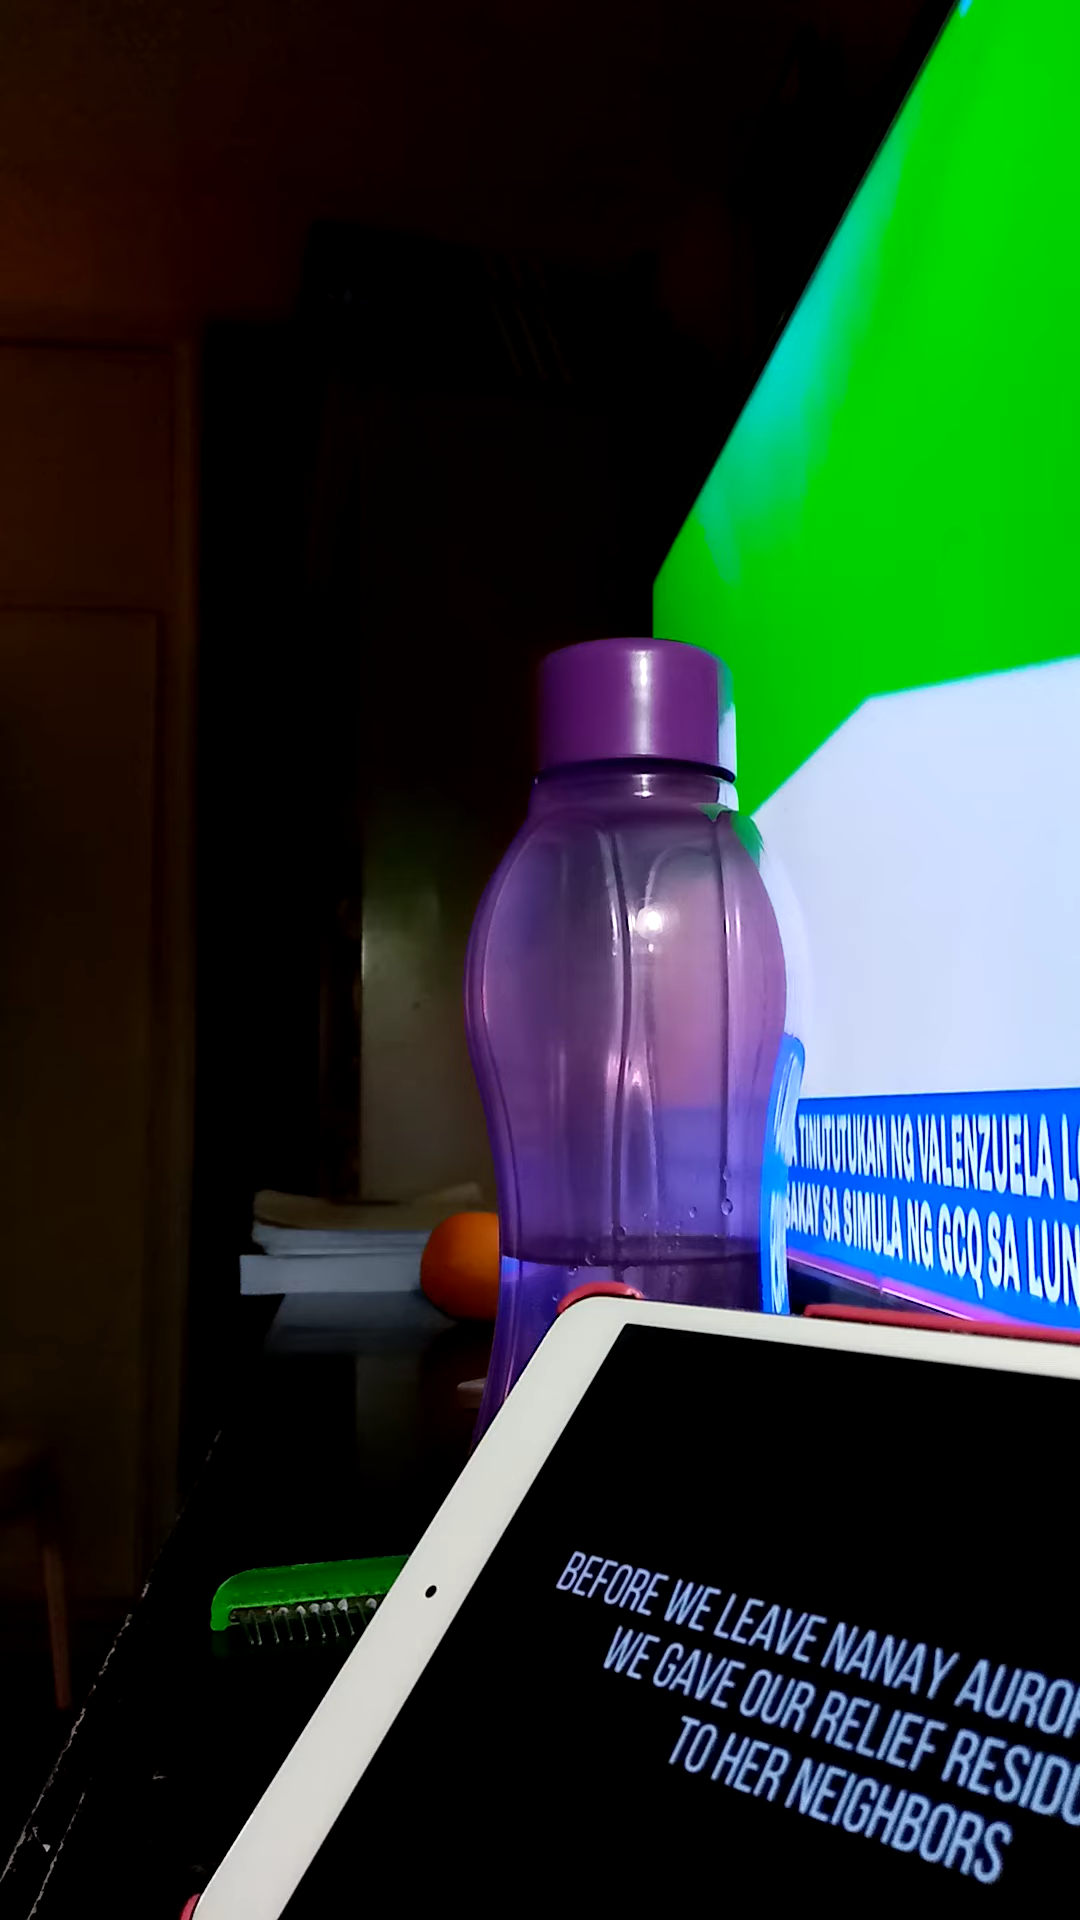 TINUTUTUKAN NG VALENZUELA
SAKAY SA SIMULA NG GCQ SA
BEFORE WE LEAVE NANAY
WE GAVE OUR RELIEF
TO HER NEIGHBORS